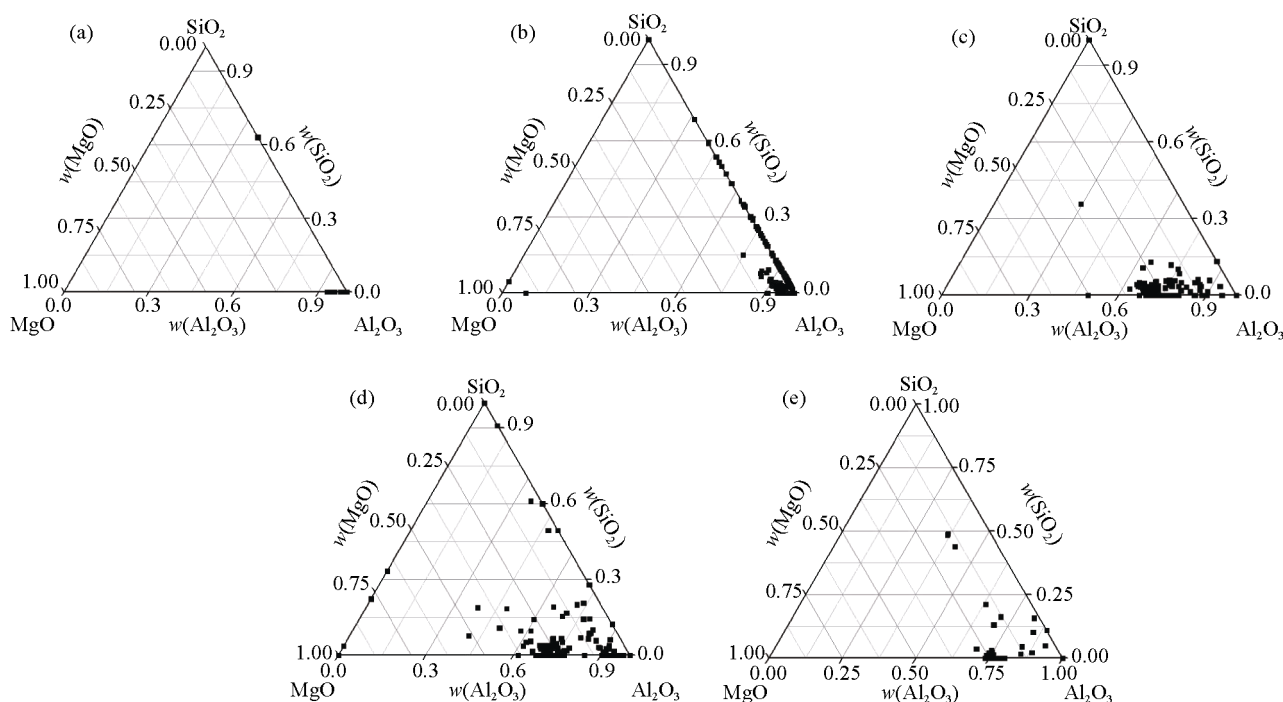 (a)
SiO₂
0.00
0.9
0.25
w(MgO)
w(SiO₂)
0.6
0.50
0.3
0.75
1.00
0.0
0.0
0.3
0.6
0.9
MgO
w(Al₂O₃)
Al₂O₃
(b)
SiO₂
0.00
0.9
0.25
w(MgO)
w(SiO₂)
0.6
0.50
0.3
0.75
1.00
0.0
0.0
0.3
0.6
0.9
MgO
w(Al₂O₃)
Al₂O₃
(c)
SiO₂
0.00
0.9
0.25
w(MgO)
w(SiO₂)
0.6
0.50
0.3
0.75
1.00
0.0
0.0
0.3
0.6
0.9
MgO
w(Al₂O₃)
Al₂O₃
(d)
SiO₂
0.00
0.9
0.25
w(MgO)
w(SiO₂)
0.6
0.50
0.3
0.75
1.00
0.0
0.0
0.3
0.6
0.9
MgO
w(Al₂O₃)
Al₂O₃
(e)
SiO₂
0.00
1.00
0.25
0.75
w(MgO)
w(SiO₂)
0.50
0.50
0.75
0.25
1.00
0.00
0.00
0.25
0.50
0.75
1.00
MgO
w(Al₂O₃)
Al₂O₃